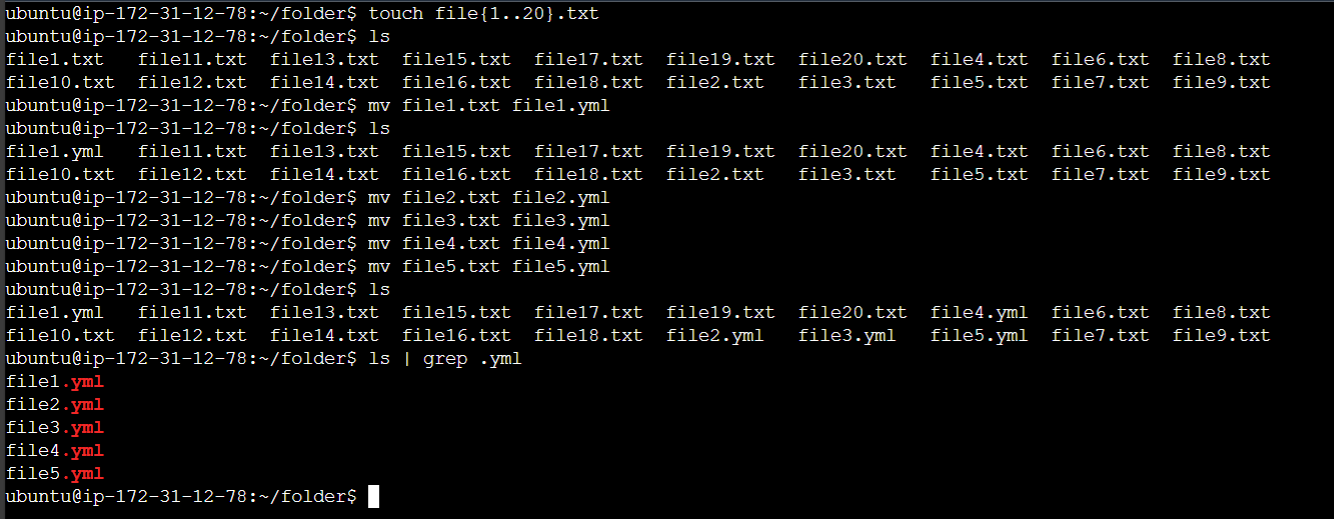 ubuntu@ip-172-31-12-78:~/folder$ touch file{1..20}.txt
ubuntu@ip-172-31-12-78:~/folder$ ls
file1.txt   file11.txt  file13.txt  file15.txt  file17.txt  file19.txt  file20.txt  file4.txt  file6.txt  file8.txt
file10.txt  file12.txt  file14.txt  file16.txt  file18.txt  file2.txt   file3.txt   file5.txt  file7.txt  file9.txt
ubuntu@ip-172-31-12-78:~/folder$ mv file1.txt file1.yml
ubuntu@ip-172-31-12-78:~/folder$ ls
file1.yml   file11.txt  file13.txt  file15.txt  file17.txt  file19.txt  file20.txt  file4.txt  file6.txt  file8.txt
file10.txt  file12.txt  file14.txt  file16.txt  file18.txt  file2.txt   file3.txt   file5.txt  file7.txt  file9.txt
ubuntu@ip-172-31-12-78:~/folder$ mv file2.txt file2.yml
ubuntu@ip-172-31-12-78:~/folder$ mv file3.txt file3.yml
ubuntu@ip-172-31-12-78:~/folder$ mv file4.txt file4.yml
ubuntu@ip-172-31-12-78:~/folder$ mv file5.txt file5.yml
ubuntu@ip-172-31-12-78:~/folder$ ls
file1.yml   file11.txt  file13.txt  file15.txt  file17.txt  file19.txt  file20.txt  file4.yml  file6.txt  file8.txt
file10.txt  file12.txt  file14.txt  file16.txt  file18.txt  file2.yml   file3.yml   file5.yml  file7.txt  file9.txt
ubuntu@ip-172-31-12-78:~/folder$ ls | grep .yml
file1.yml
file2.yml
file3.yml
file4.yml
file5.yml
ubuntu@ip-172-31-12-78:~/folder$